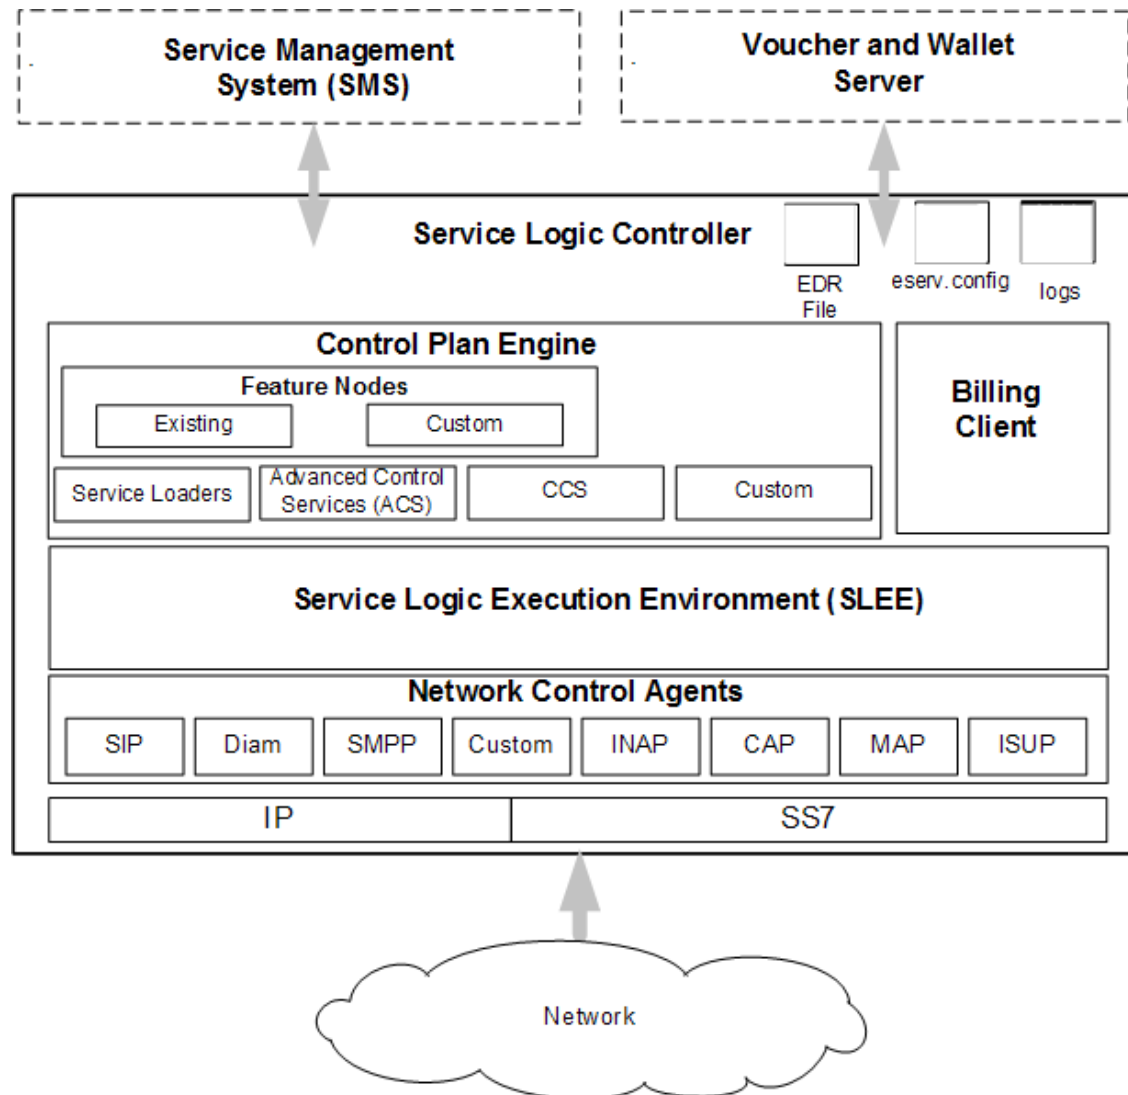 Service Management
System (SMS)
Voucher and Wallet
Server
Service Logic Controller
EDR
File
eserv.config
logs
Control Plan Engine
Feature Nodes
Existing
Custom
Service Loaders
Advanced Control
Services (ACS)
CCS
Custom
Billing
Client
Service Logic Execution Environment (SLEE)
Network Control Agents
SIP
Diam
SMPP
Custom
INAP
CAP
MAP
ISUP
IP
SS7
Network